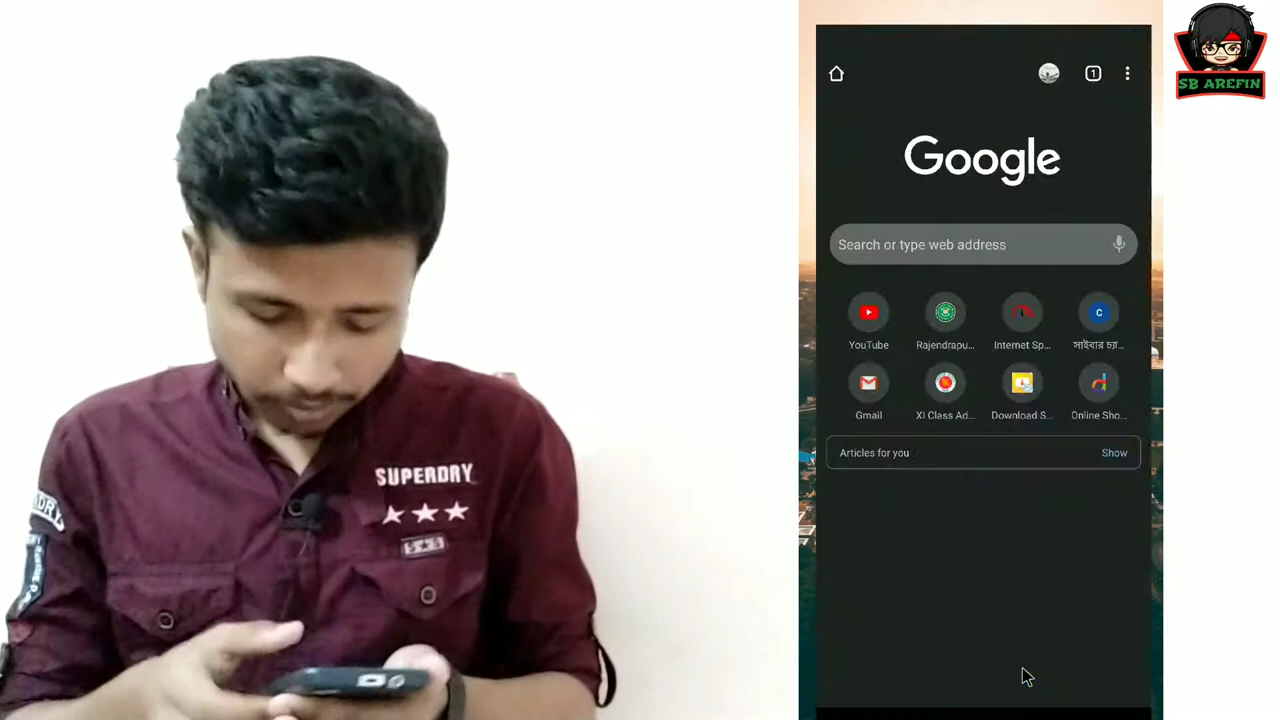 SUPERDRY
S★S
SB AREFIN
1
Google
Search or type web address
YouTube
Rajendrapu...
Internet Sp...
C
সাইবার চ্যা...
Gmail
XI Class Ad...
Download S...
Online Sho...
Articles for you
Show